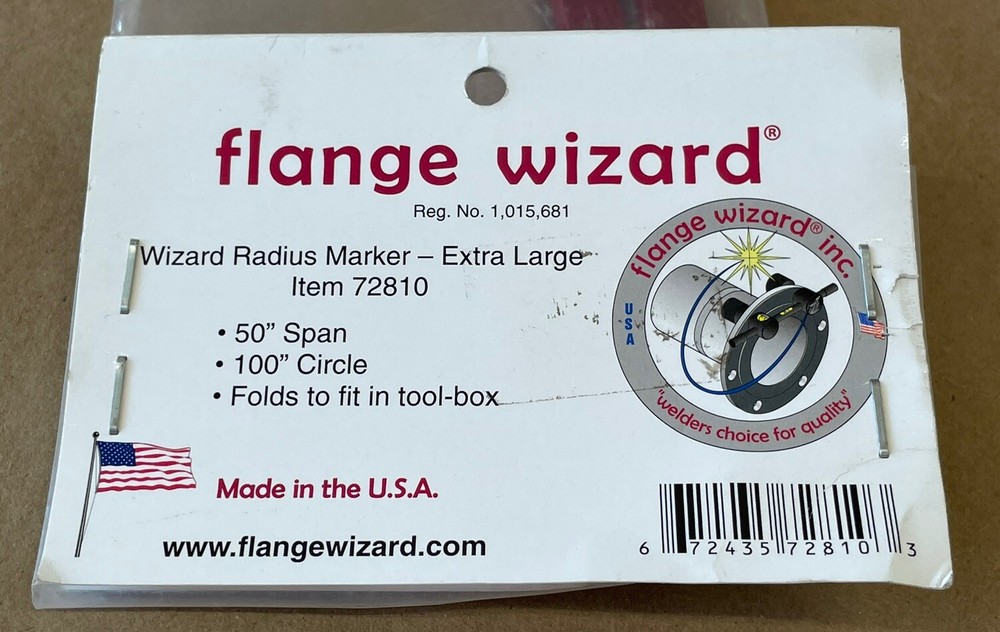 flange wizard®
Reg. No. 1,015,681
Wizard Radius Marker – Extra Large
Item 72810
• 50” Span
• 100” Circle
• Folds to fit in tool-box
flange wizard® inc.
USA
"welders choice for quality"
Made in the U.S.A.
www.flangewizard.com
6 72435 72810 3